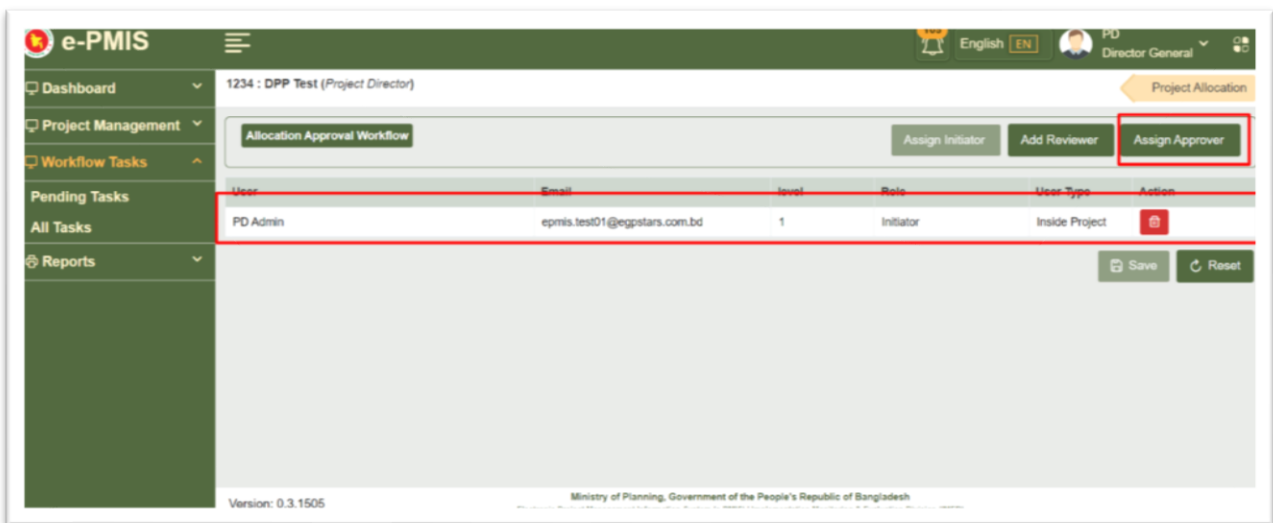 e-PMIS
103
English EN
PD
Director General
Dashboard
1234 : DPP Test (Project Director)
Project Allocation
Project Management
Allocation Approval Workflow
Assign Initiator
Add Reviewer
Assign Approver
Workflow Tasks
Pending Tasks
User Email level Role User Type Action
All Tasks
PD Admin epmis.test01@egpstars.com.bd 1 Initiator Inside Project
Reports
Save
Reset
Version: 0.3.1505
Ministry of Planning, Government of the People's Republic of Bangladesh